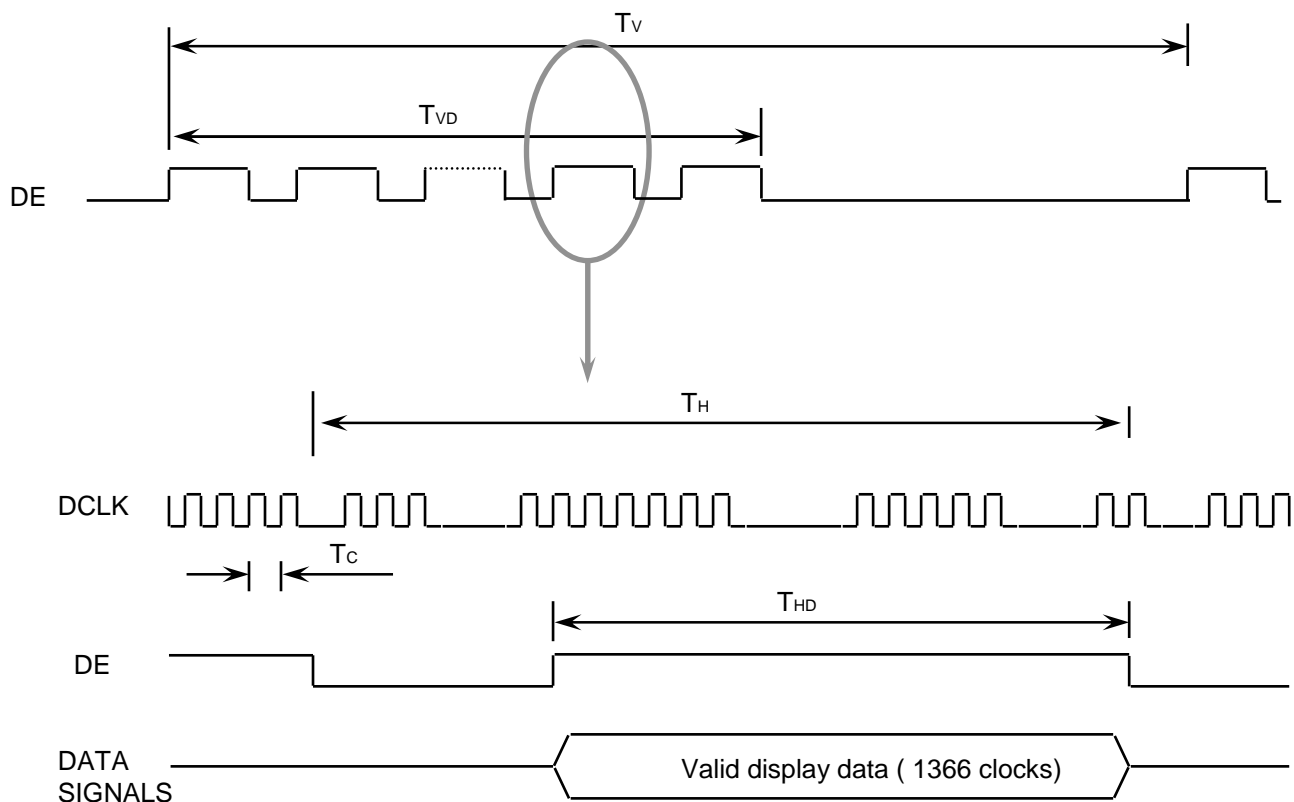 TV
TVD
DE
TH
DCLK
TC
THD
DE
DATA
SIGNALS
Valid display data ( 1366 clocks)